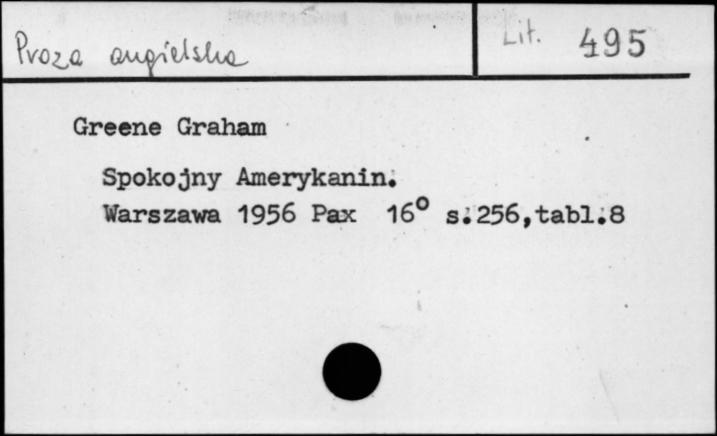 Proza angielska
Lit. 495
Greene Graham
Spokojny Amerykanin.
Warszawa 1956 Pax 16° s.256,tabl.8